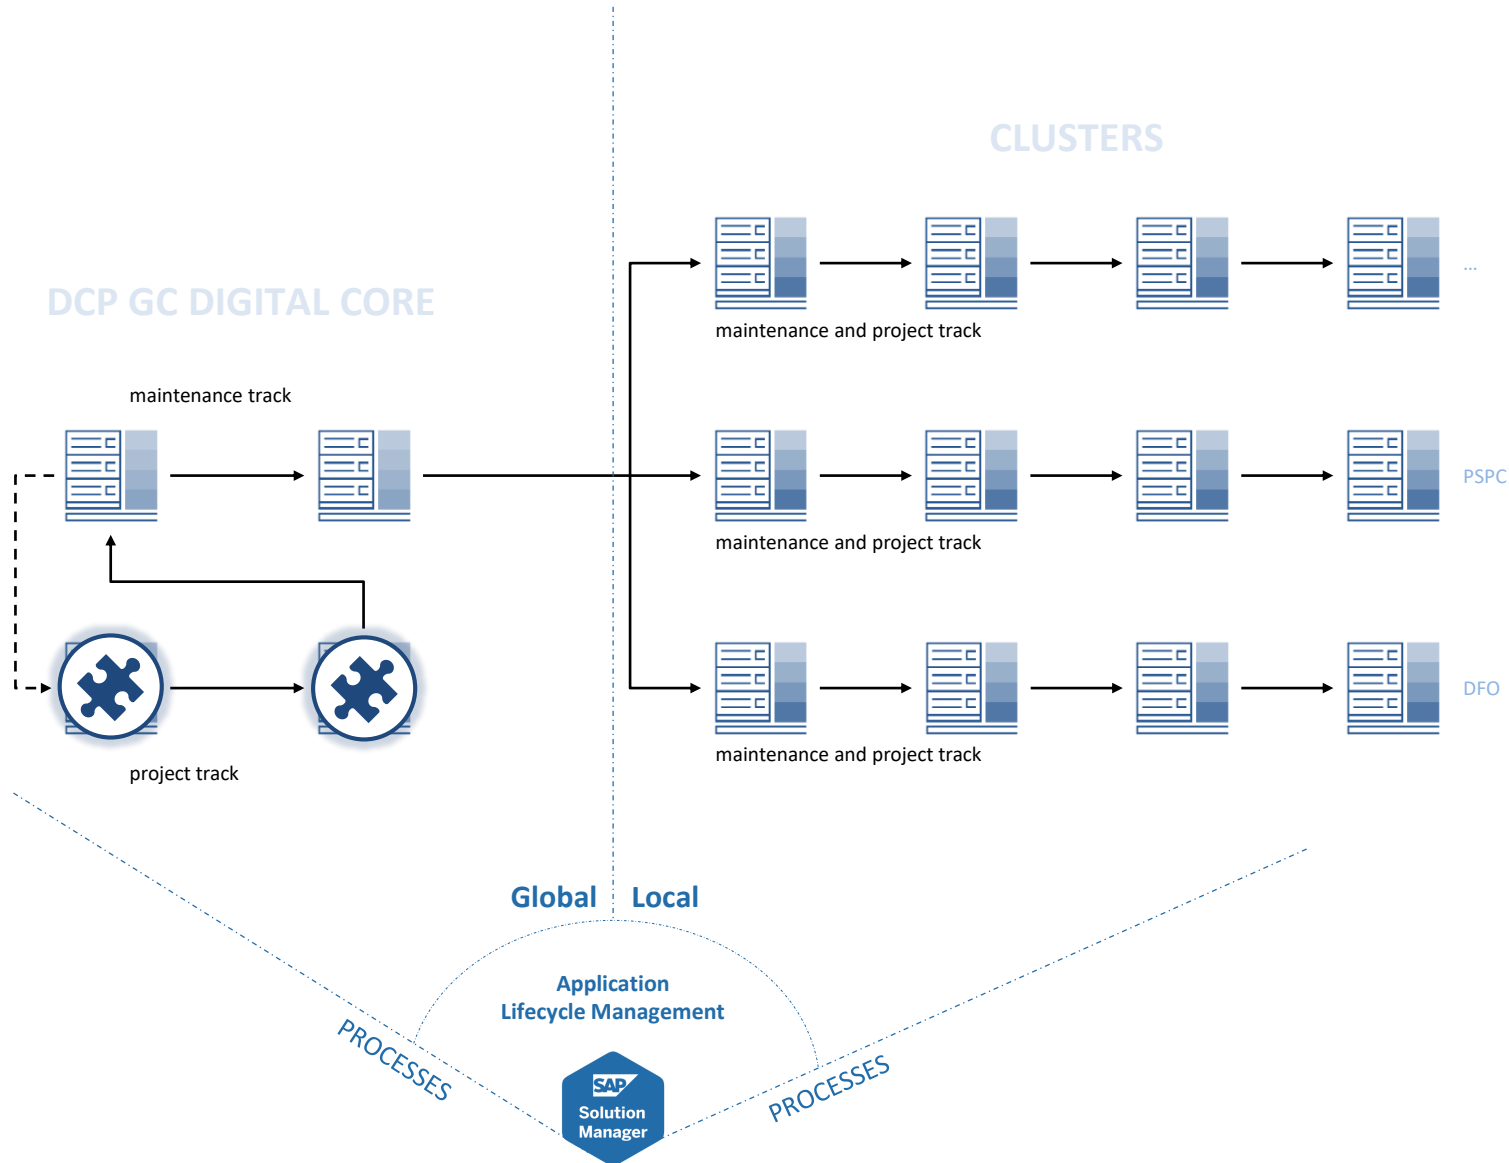 CLUSTERS
DCP GC DIGITAL CORE
...
maintenance and project track
maintenance track
PSPC
maintenance and project track
DFO
maintenance and project track
project track
Global
Local
Application
Lifecycle Management
PROCESSES
PROCESSES
SAP
Solution
Manager